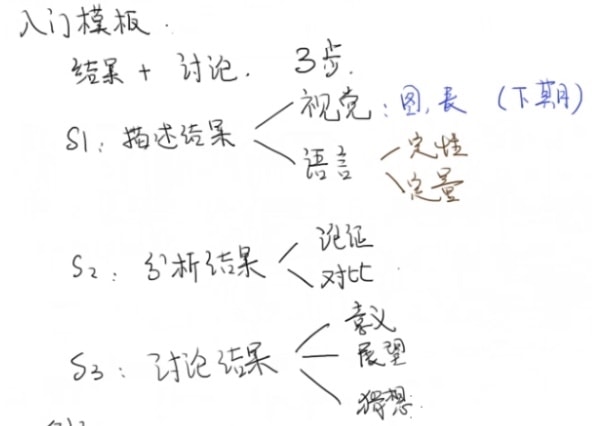 入门模板.
结果 + 讨论. 3步.
S1: 描述结果
视觉: 图, 表 (下期)
语言
定性
定量
S2: 分析结果
论证
对比
S3: 讨论结果
意义
展望
猜想.